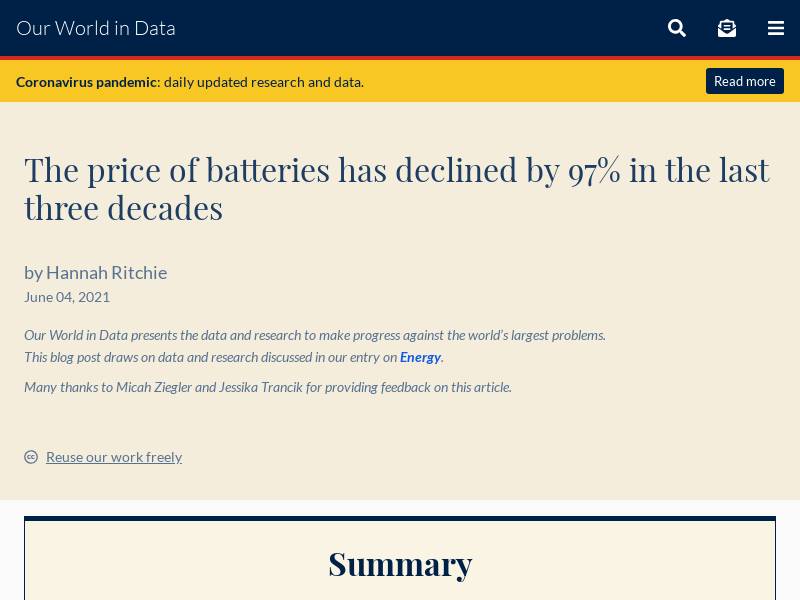 Our World in Data
Coronavirus pandemic: daily updated research and data.
Read more
The price of batteries has declined by 97% in the last
three decades
by Hannah Ritchie
June 04, 2021
Our World in Data presents the data and research to make progress against the world's largest problems.
This blog post draws on data and research discussed in our entry on Energy.
Many thanks to Micah Ziegler and Jessika Trancik for providing feedback on this article.
Reuse our work freely
Summary